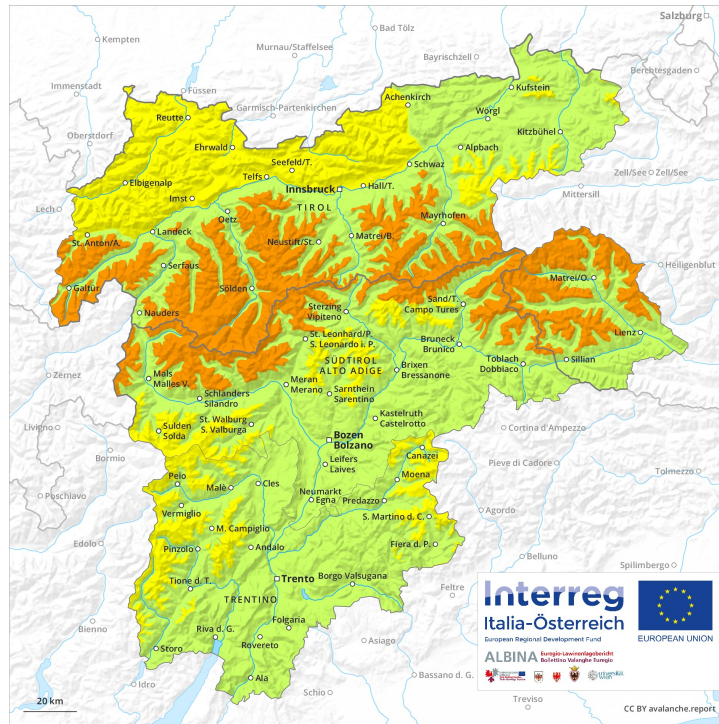 Salzburg
Kempten
Bad Tölz
Murnau/Staffelsee
Bayrischzell
Berchtesgaden
Immenstadt
Füssen
Garmisch-Partenkirchen
Achenkirch
Kufstein
Reutte
Wörgl
Oberstdorf
Ehrwald
Kitzbühel
Seefeld/T.
Alpbach
Schwaz
Telfs
Zell/See
Zell/See
Elbigenalp
Innsbruck
Hall/T.
Mittersill
Imst
TIROL
Lech
Oetz
Mayrhofen
Landeck
Matrei/B.
St. Anton/A.
Neustift/St.
Heiligenblut
Serfaus
Matrei/O.
Galtür
Sölden
Sand/T.
Campo Tures
Nauders
Sterzing
Vipiteno
Lienz
St. Leonhard/P.
S. Leonardo i. P.
Bruneck
Brunico
Toblach
Dobbiaco
Sillian
SÜDTIROL
ALTO ADIGE
Brixen
Bressanone
Zernez
Mals
Malles V.
Meran
Merano
Sarnthein
Sarentino
Schlanders
Silandro
Kastelruth
Castelrotto
St. Walburg
S. Valburga
Livigno
Sulden
Solda
Bozen
Bolzano
Cortina d'Ampezzo
Canazei
Bormio
Leifers
Laives
Pieve di Cadore
Tolmezzo
Peio
Malè
Cles
Moena
Poschiavo
Neumarkt
Egna
Predazzo
Vermiglio
Agordo
S. Martino d. C.
M. Campiglio
Edolo
Pinzolo
Andalo
Fiera d. P.
Belluno
Spilimbergo
Tione d. T.
Trento
Borgo Valsugana
Feltre
TRENTINO
Folgaria
Bienno
Riva d. G.
Storo
Rovereto
Asiago
Idro
Ala
Schio
Bassano d. G.
Treviso
Interreg
Italia-Österreich
European Regional Development Fund
EUROPEAN UNION
ALBINA
Euregio-Lawinenlagebericht
Bollettino Valanghe Euregio
universität
wien
20 km
CC BY avalanche.report